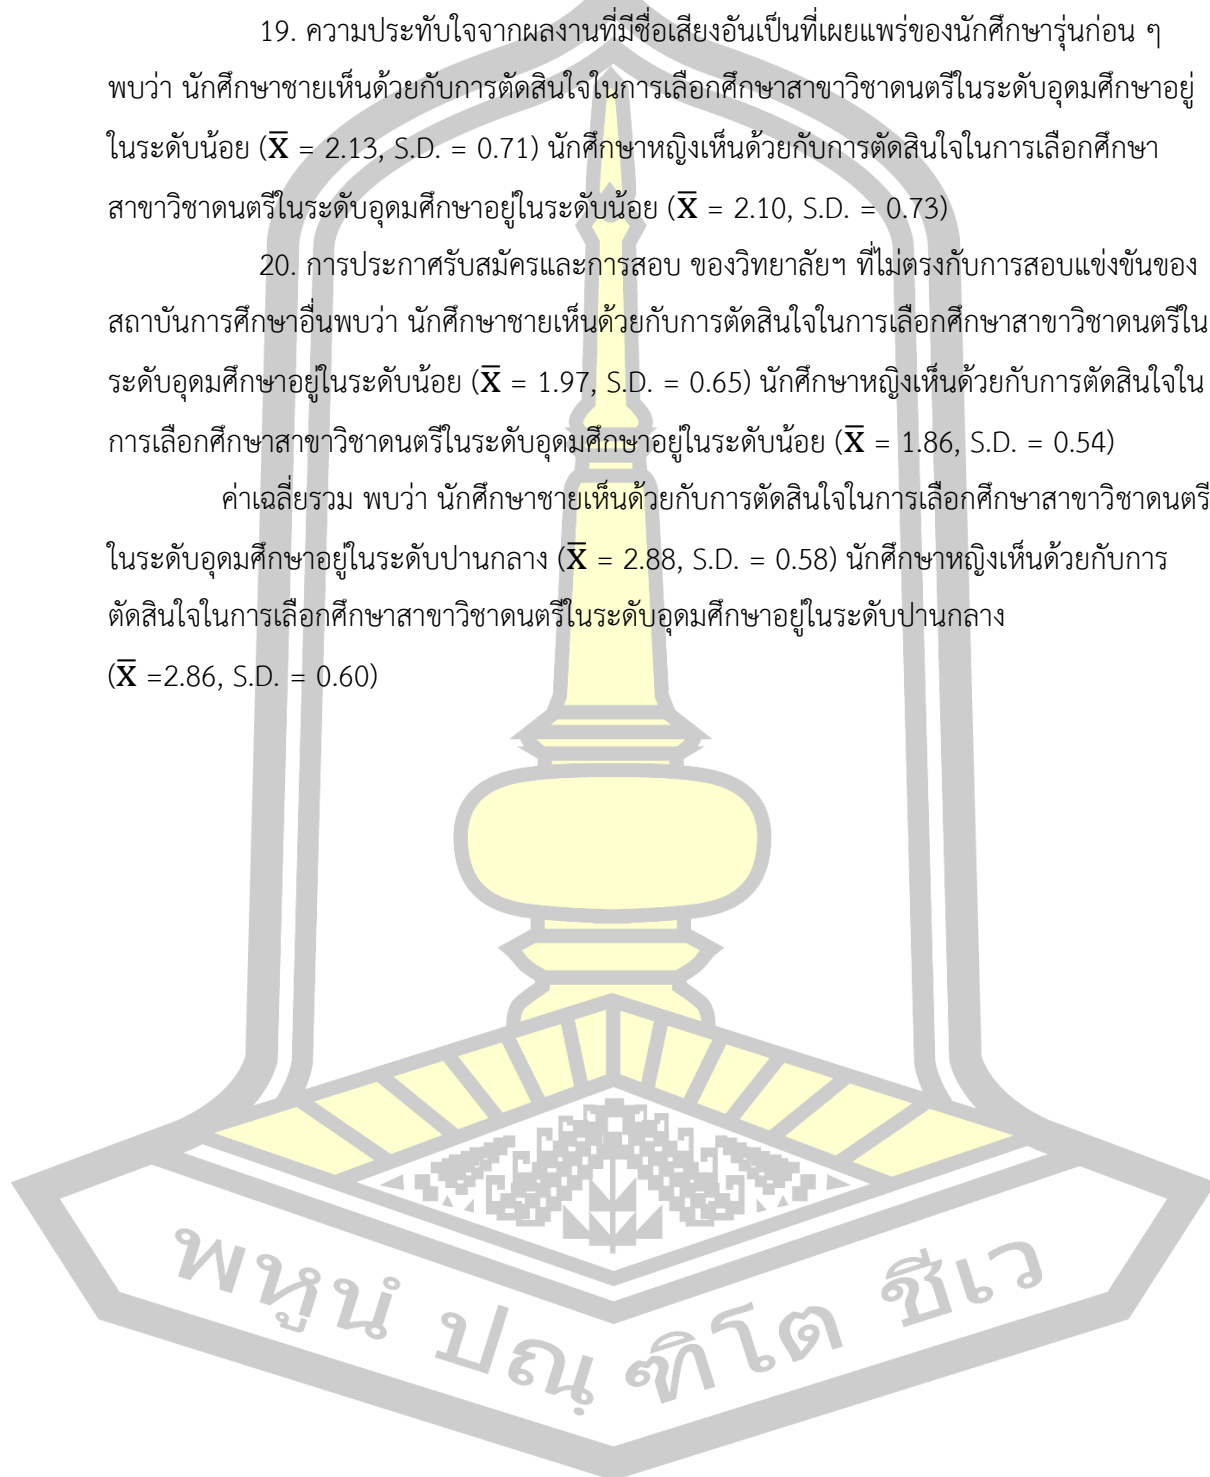 19. ความประทับใจจากผลงานที่มีชื่อเสียงอันเป็นที่เผยแพร่ของนักศึกษารุ่นก่อน ๆ
พบว่า นักศึกษาชายเห็นด้วยกับการตัดสินใจในการเลือกศึกษาสาขาวิชาดนตรีในระดับอุดมศึกษาอยู่
ในระดับน้อย (X̅ = 2.13, S.D. = 0.71) นักศึกษาหญิงเห็นด้วยกับการตัดสินใจในการเลือกศึกษา
สาขาวิชาดนตรีในระดับอุดมศึกษาอยู่ในระดับน้อย (X̅ = 2.10, S.D. = 0.73)
20. การประกาศรับสมัครและการสอบ ของวิทยาลัยฯ ที่ไม่ตรงกับการสอบแข่งขันของ
สถาบันการศึกษาอื่นพบว่า นักศึกษาชายเห็นด้วยกับการตัดสินใจในการเลือกศึกษาสาขาวิชาดนตรีใน
ระดับอุดมศึกษาอยู่ในระดับน้อย (X̅ = 1.97, S.D. = 0.65) นักศึกษาหญิงเห็นด้วยกับการตัดสินใจใน
การเลือกศึกษาสาขาวิชาดนตรีในระดับอุดมศึกษาอยู่ในระดับน้อย (X̅ = 1.86, S.D. = 0.54)
ค่าเฉลี่ยรวม พบว่า นักศึกษาชายเห็นด้วยกับการตัดสินใจในการเลือกศึกษาสาขาวิชาดนตรี
ในระดับอุดมศึกษาอยู่ในระดับปานกลาง (X̅ = 2.88, S.D. = 0.58) นักศึกษาหญิงเห็นด้วยกับการ
ตัดสินใจในการเลือกศึกษาสาขาวิชาดนตรีในระดับอุดมศึกษาอยู่ในระดับปานกลาง
(X̅ =2.86, S.D. = 0.60)
พหูนํ ปณฺฑิโต ชีเว